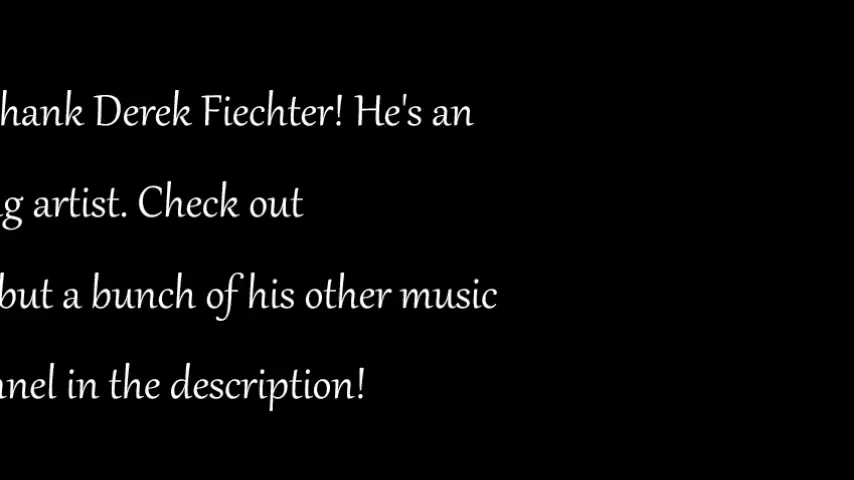 hank Derek Fiechter! He's an
g artist. Check out
but a bunch of his other music
nel in the description!